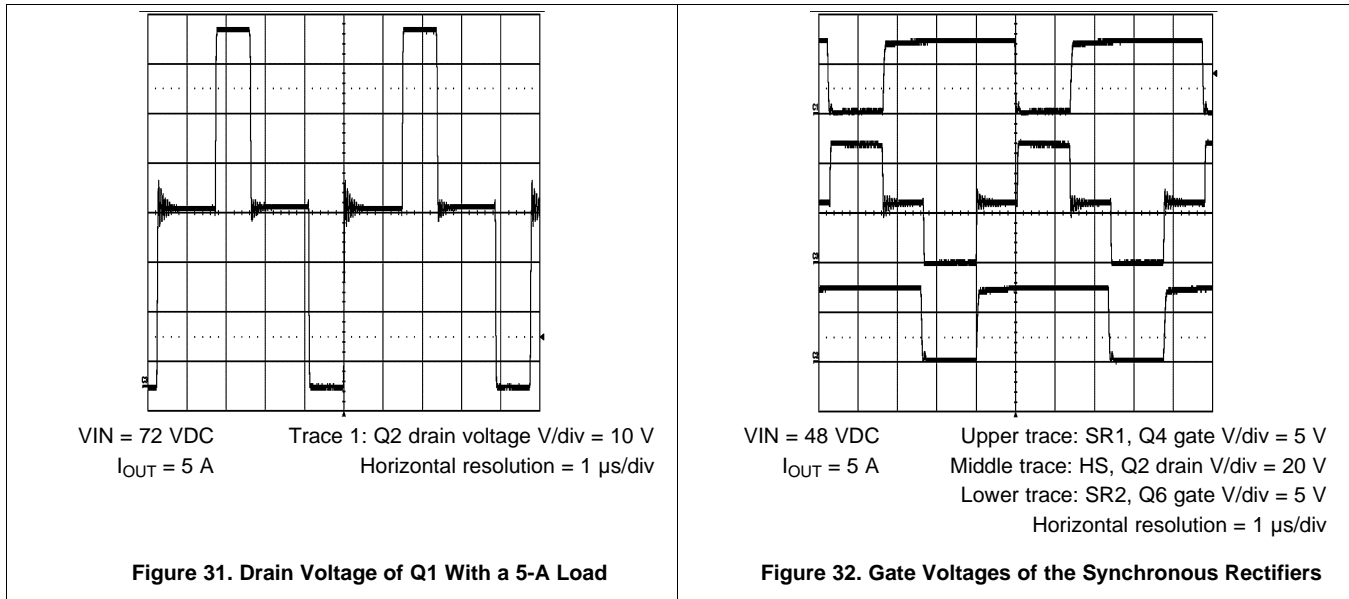 VIN = 72 VDC
Trace 1: Q2 drain voltage V/div = 10 V
I_OUT = 5 A
Horizontal resolution = 1 µs/div
Figure 31. Drain Voltage of Q1 With a 5-A Load
VIN = 48 VDC
Upper trace: SR1, Q4 gate V/div = 5 V
I_OUT = 5 A
Middle trace: HS, Q2 drain V/div = 20 V
Lower trace: SR2, Q6 gate V/div = 5 V
Horizontal resolution = 1 µs/div
Figure 32. Gate Voltages of the Synchronous Rectifiers